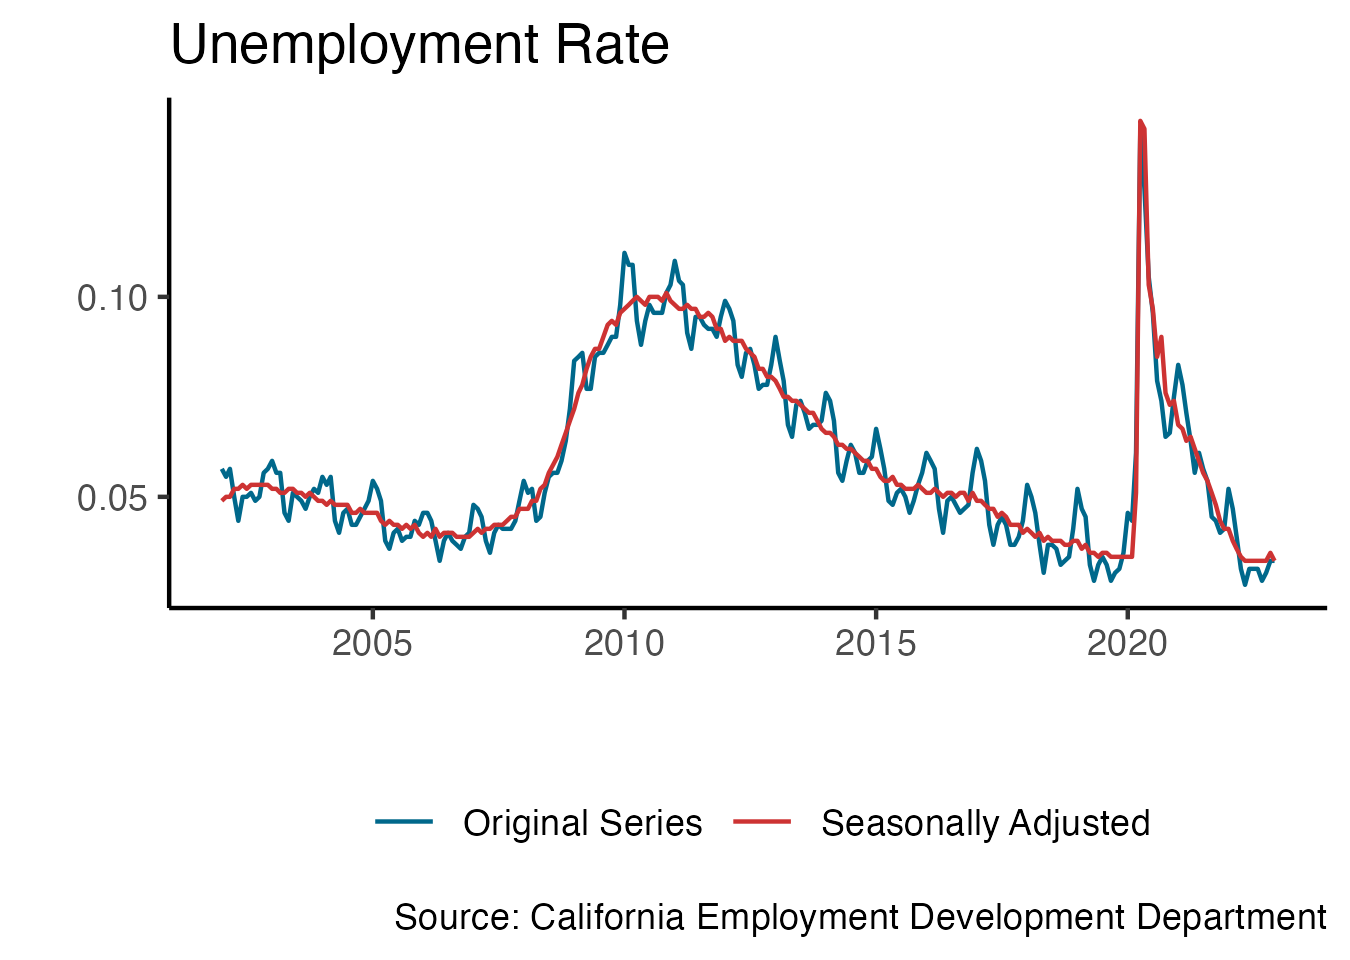 Unemployment Rate
0.10
0.05
2005 2010 2015 2020
Original Series Seasonally Adjusted
Source: California Employment Development Department